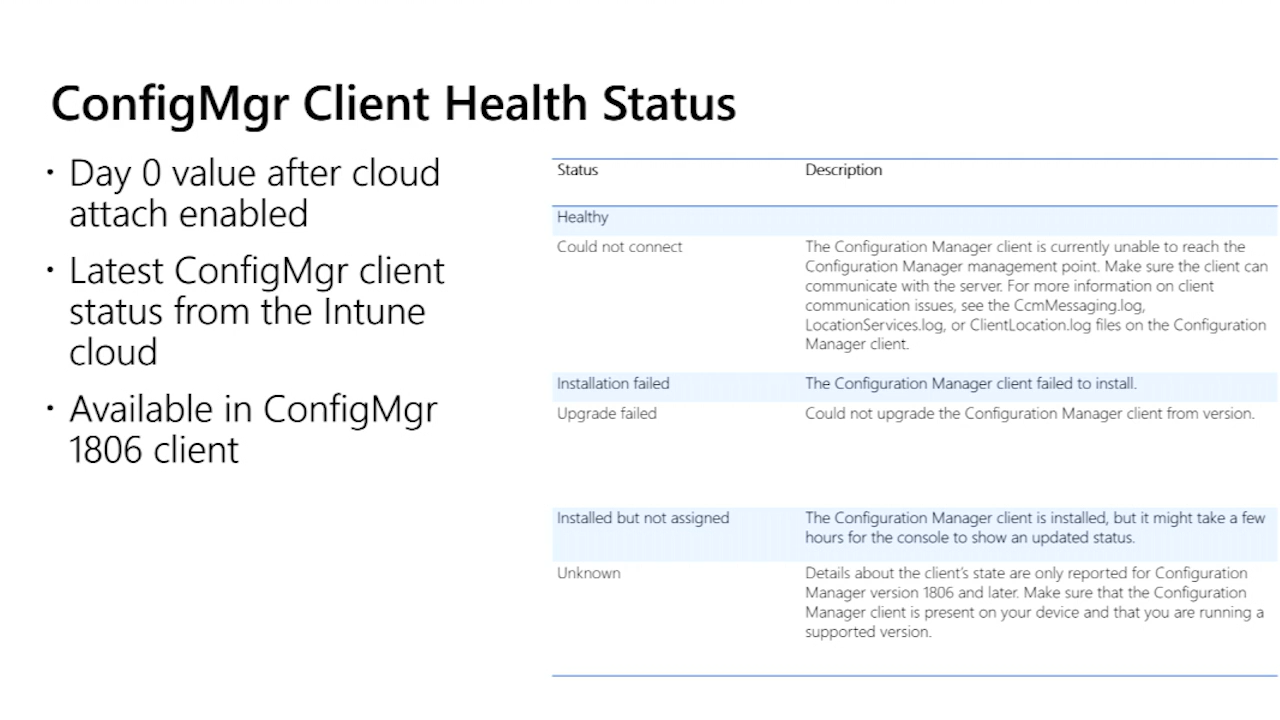 ConfigMgr Client Health Status
· Day 0 value after cloud
attach enabled
· Latest ConfigMgr client
status from the Intune
cloud
· Available in ConfigMgr
1806 client
Status Description
Healthy
Could not connect The Configuration Manager client is currently unable to reach the
Configuration Manager management point. Make sure the client can
communicate with the server. For more information on client
communication issues, see the CcmMessaging.log,
LocationServices.log, or ClientLocation.log files on the Configuration
Manager client.
Installation failed The Configuration Manager client failed to install.
Upgrade failed Could not upgrade the Configuration Manager client from version.
Installed but not assigned The Configuration Manager client is installed, but it might take a few
hours for the console to show an updated status.
Unknown Details about the client's state are only reported for Configuration
Manager version 1806 and later. Make sure that the Configuration
Manager client is present on your device and that you are running a
supported version.